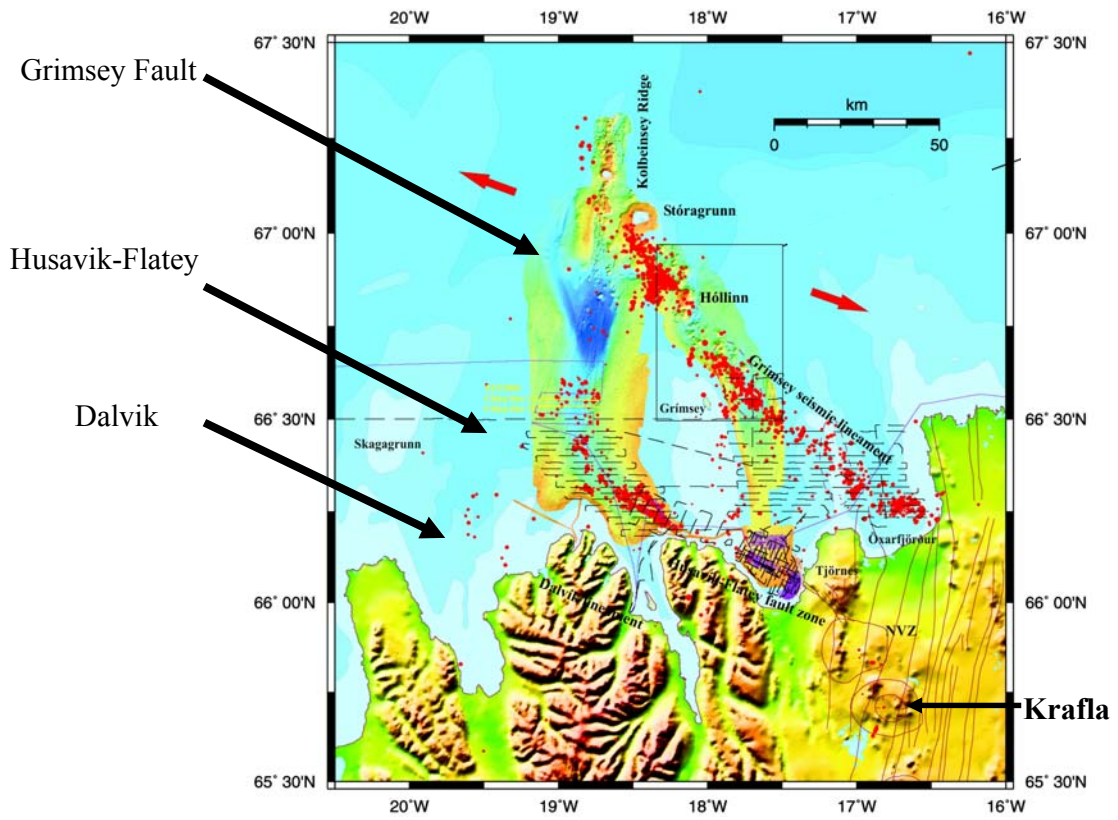 20° W 19°W 18°W 17°W 16°W
67° 30'N 67° 30'N
Grimsey Fault
km
0 50
Kolbeinsey Ridge
Stóragrunn
67° 00'N 67° 00'N
Husavik-Flatey
Hóllinn
Grimsey seismic lineament
Dalvik
Grimsey
66° 30'N 66° 30'N
Skagagrunn
Öxarfjörður
Tjörnes
Husavik-Flatey fault zone
Dalvik lineament
66° 00'N 66° 00'N
NVZ
Krafla
65° 30'N 65° 30'N
20° W 19°W 18°W 17°W 16°W